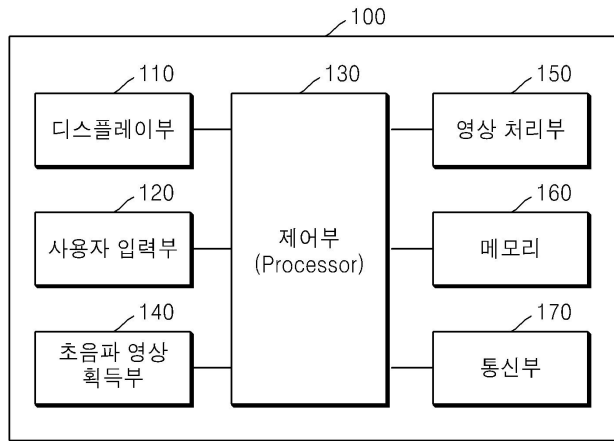 100
110
디스플레이부
120
사용자 입력부
140
초음파 영상
획득부
130
제어부
(Processor)
150
영상 처리부
160
메모리
170
통신부